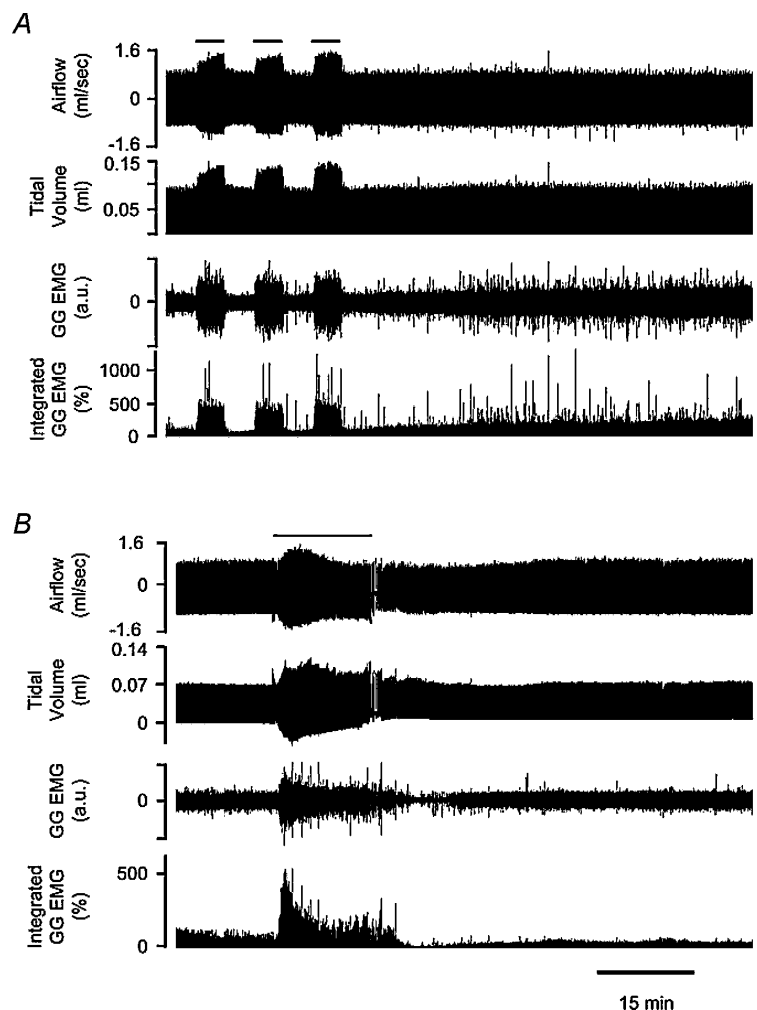 A
Airflow
(ml/sec)
1.6
0
-1.6
Tidal
Volume
(ml)
0.15
0.05
GG EMG
(a.u.)
0
Integrated
GG EMG
(%)
1000
500
0
B
Airflow
(ml/sec)
1.6
0
-1.6
Tidal
Volume
(ml)
0.14
0.07
0
GG EMG
(a.u.)
0
Integrated
GG EMG
(%)
500
0
15 min